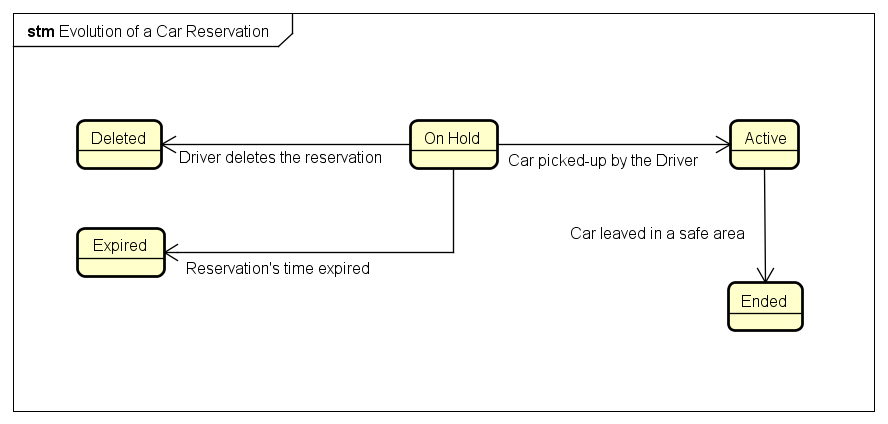 stm Evolution of a Car Reservation
Deleted
On Hold
Active
Driver deletes the reservation
Car picked-up by the Driver
Expired
Car leaved in a safe area
Reservation's time expired
Ended